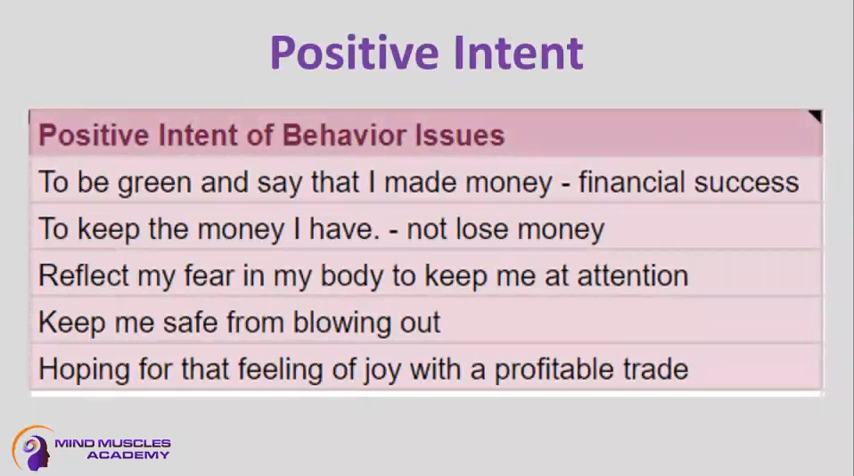 Positive Intent
Positive Intent of Behavior Issues
To be green and say that I made money - financial success
To keep the money I have. - not lose money
Reflect my fear in my body to keep me at attention
Keep me safe from blowing out
Hoping for that feeling of joy with a profitable trade
MIND MUSCLES
ACADEMY